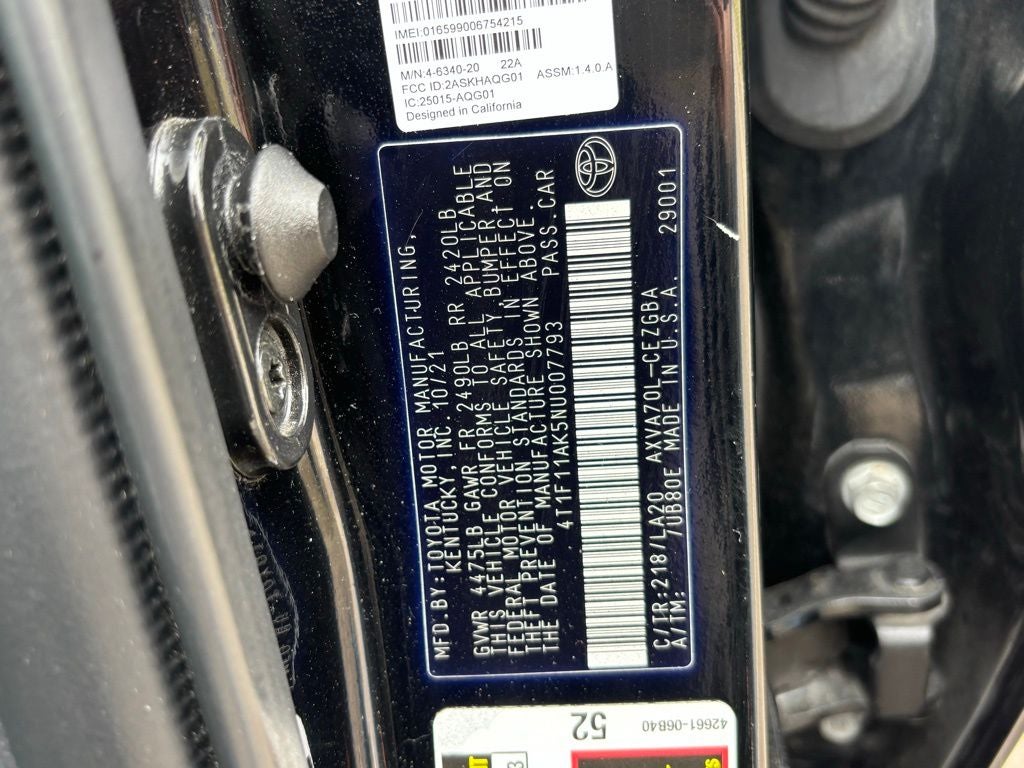 IMEI:016599006754215
M/N:4-6340-20 22A
FCC ID:2ASKHAQG01 ASSM:1.4.0.A
IC:25015-AQG01
Designed in California
MFD.BY:TOYOTA MOTOR MANUFACTURING,
KENTUCKY, INC. 10/21
GVWR 4475LB GAWR FR 2490LB RR 2420LB
THIS VEHICLE CONFORMS TO ALL APPLICABLE
FEDERAL MOTOR VEHICLE SAFETY, BUMPER, AND
THEFT PREVENTION STANDARDS IN EFFECT ON
THE DATE OF MANUFACTURE SHOWN ABOVE.
4T1F11AK5NU007793 PASS.CAR
C/TR:218/LA20 AXVA70L-CEZGBA
A/TM: /UB80E MADE IN U.S.A. 29001
52
42661-06B40